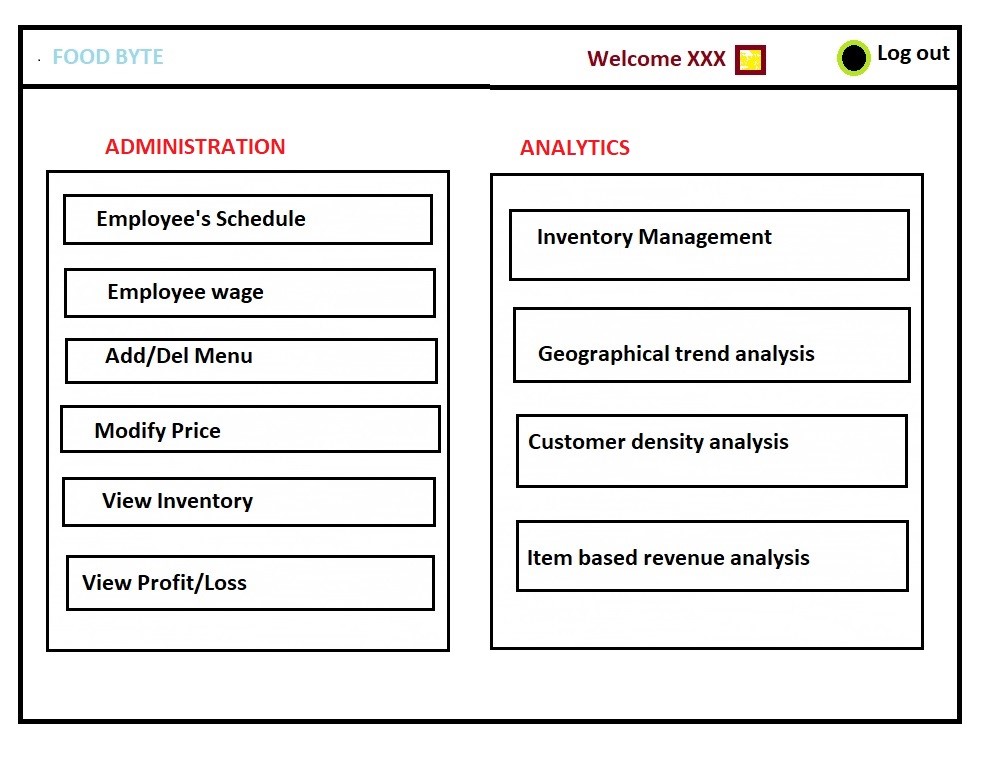 FOOD BYTE
Welcome XXX
Log out
ADMINISTRATION
Employee's Schedule
Employee wage
Add/Del Menu
Modify Price
View Inventory
View Profit/Loss
ANALYTICS
Inventory Management
Geographical trend analysis
Customer density analysis
Item based revenue analysis